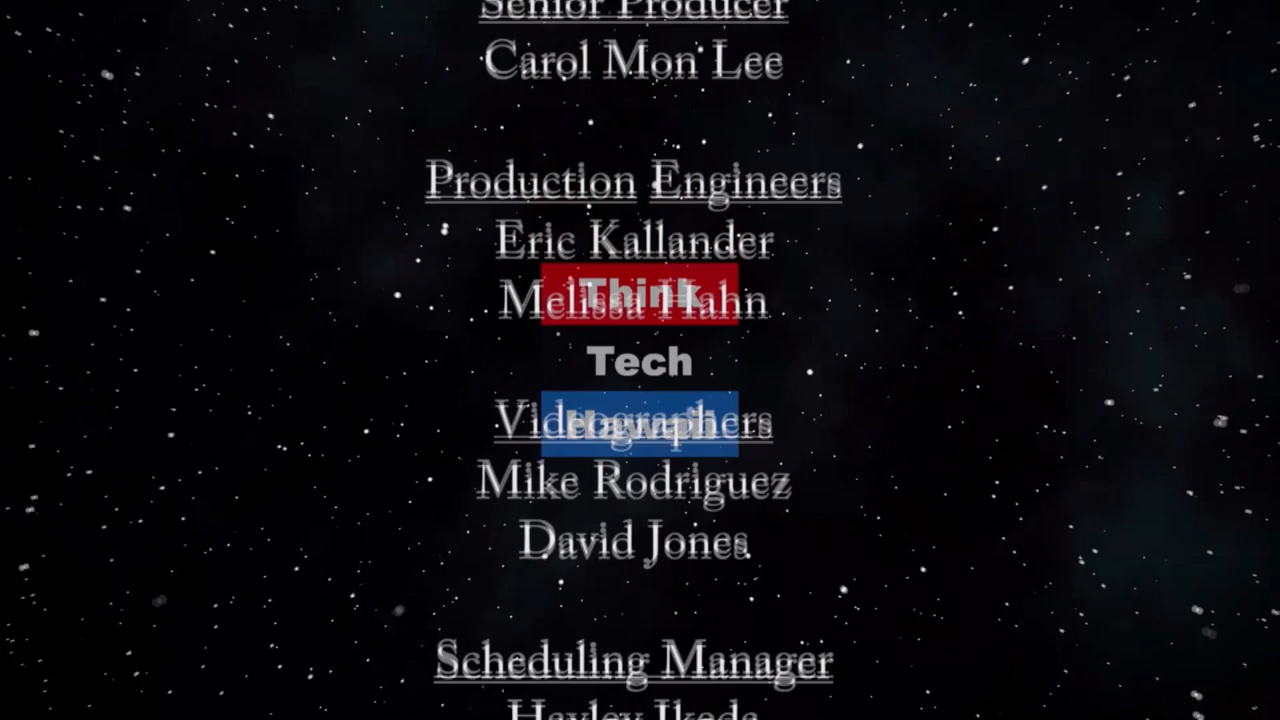 Senior Producer
Carol Mon Lee
Production Engineers
Eric Kallander
Think
Melissa Hahn
Tech
Videographers
Hawaii
Mike Rodriguez
David Jones
Scheduling Manager
Hayley Ikeda